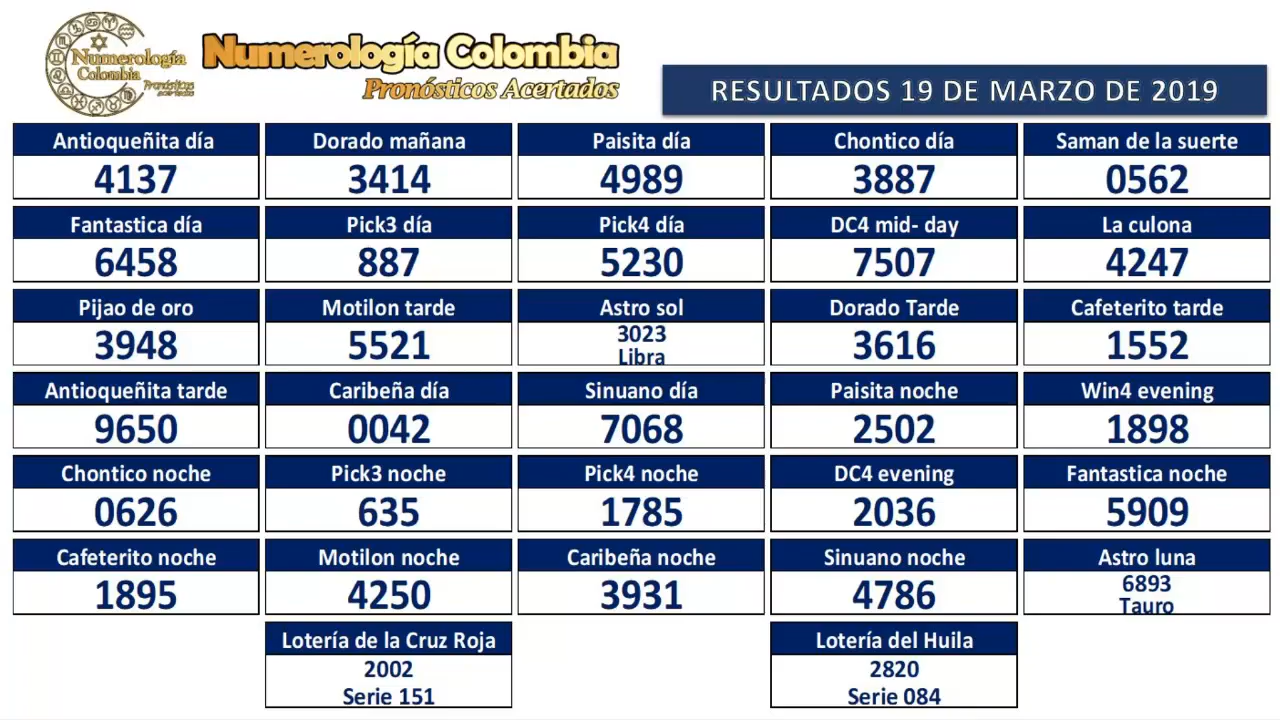 Numerología
Colombia
Pronósticos
acertados
Numerología Colombia
Pronósticos Acertados
RESULTADOS 19 DE MARZO DE 2019
Antioqueñita día
4137
Dorado mañana
3414
Paisita día
4989
Chontico día
3887
Saman de la suerte
0562
Fantastica día
6458
Pick3 día
887
Pick4 día
5230
DC4 mid- day
7507
La culona
4247
Pijao de oro
3948
Motilon tarde
5521
Astro sol
3023
Libra
Dorado Tarde
3616
Cafeterito tarde
1552
Antioqueñita tarde
9650
Caribeña día
0042
Sinuano día
7068
Paisita noche
2502
Win4 evening
1898
Chontico noche
0626
Pick3 noche
635
Pick4 noche
1785
DC4 evening
2036
Fantastica noche
5909
Cafeterito noche
1895
Motilon noche
4250
Caribeña noche
3931
Sinuano noche
4786
Astro luna
6893
Tauro
Lotería de la Cruz Roja
2002
Serie 151
Lotería del Huila
2820
Serie 084